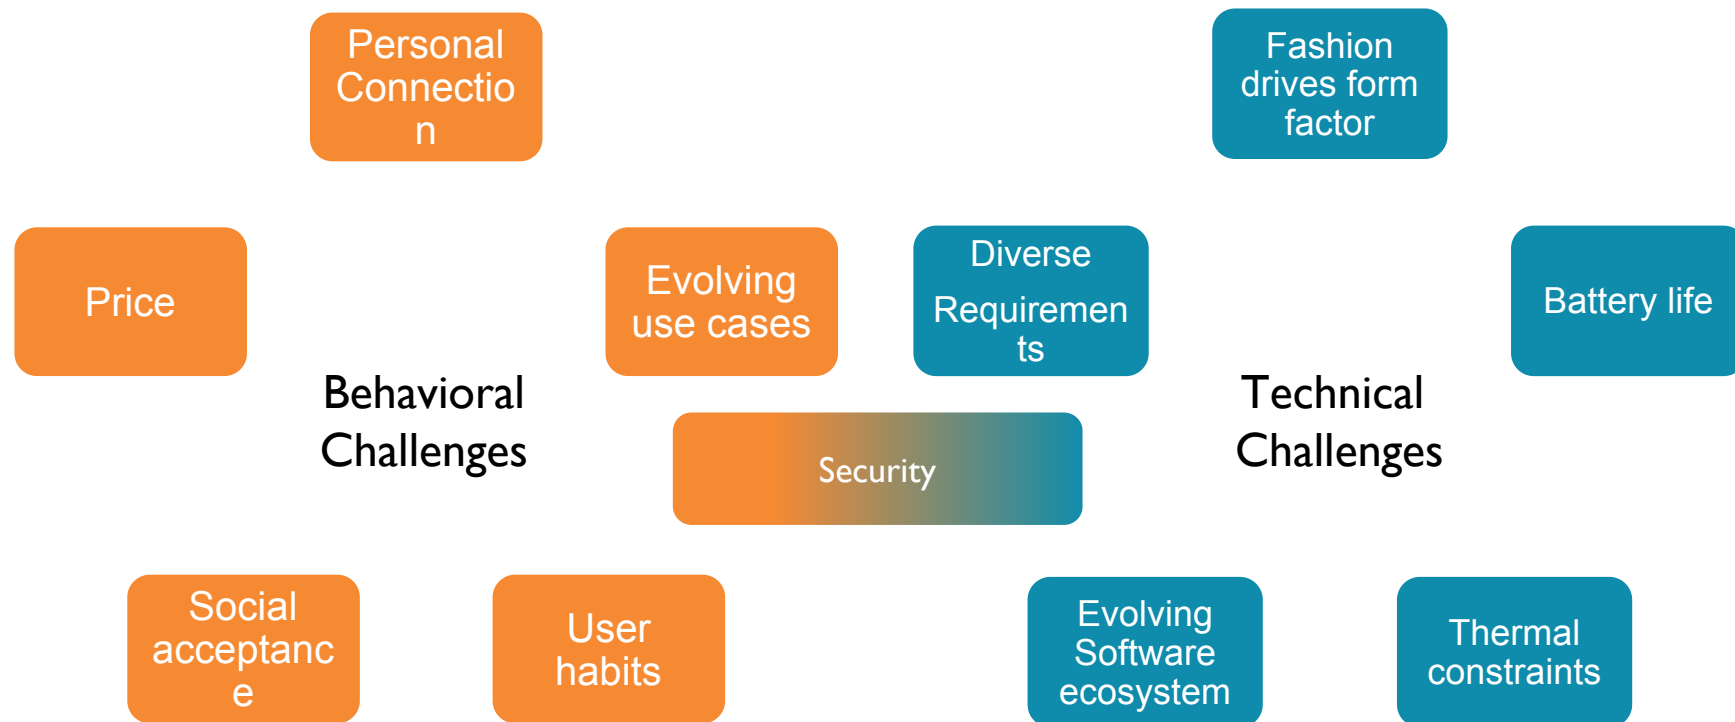 Personal
Connectio
n
Fashion
drives form
factor
Price
Evolving
use cases
Diverse
Requiremen
ts
Battery life
Behavioral
Challenges
Technical
Challenges
Security
Social
acceptanc
e
User
habits
Evolving
Software
ecosystem
Thermal
constraints